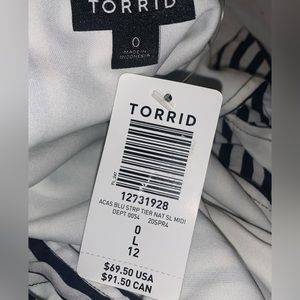 TORRID
0
MADE IN
INDONESIA
TORRID
12731928
ACAS BLU STRP TIER NAT SL MIDI
DEPT 0054 20SPR4
0
L
12
$69.50 USA
$91.50 CAN